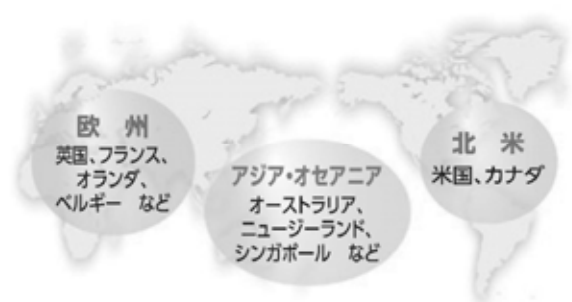 欧　州
英国、フランス、
オランダ、
ベルギー　など
アジア・オセアニア
オーストラリア、
ニュージーランド、
シンガポール　など
北　米
米国、カナダ